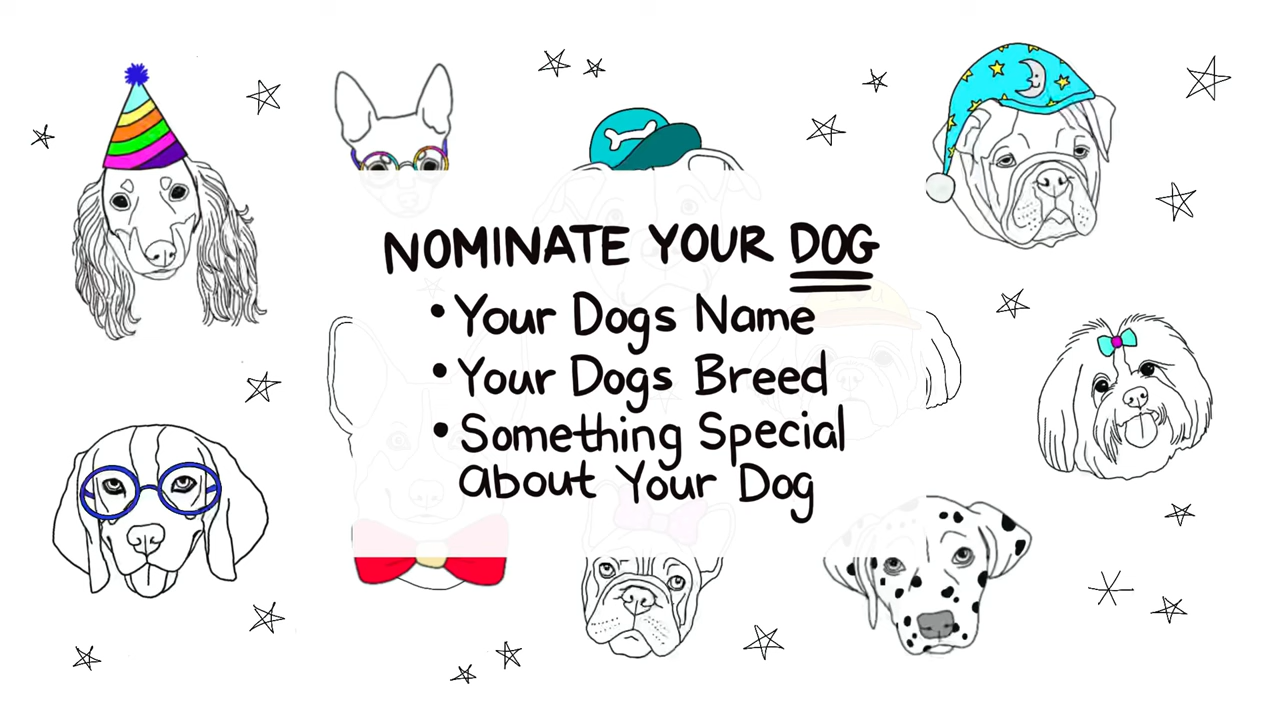 NOMINATE YOUR DOG
• Your Dogs Name
• Your Dogs Breed
• Something Special
about Your Dog